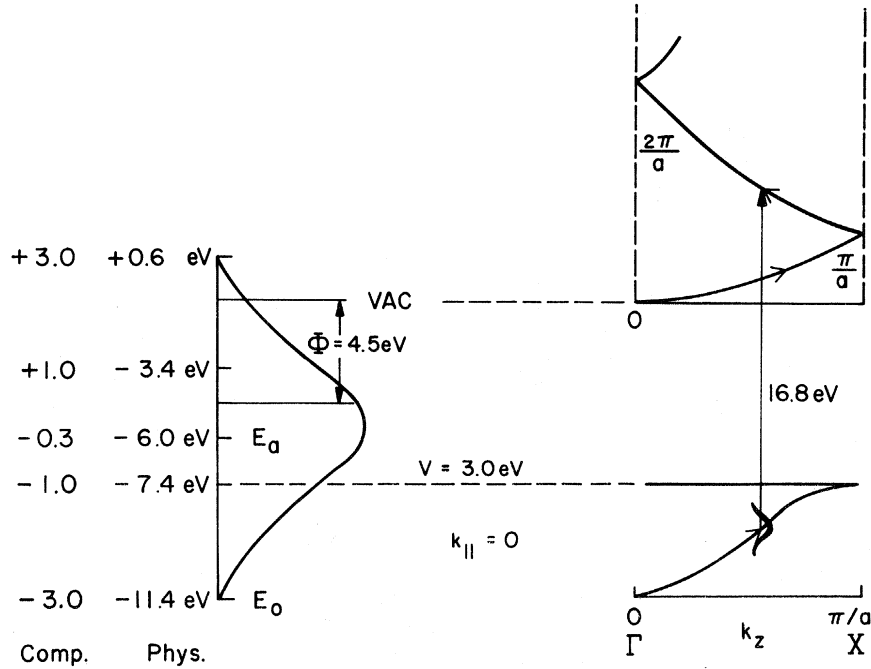 2π/a
+3.0 +0.6 eV
VAC
π/a
0
Φ = 4.5eV
+1.0 -3.4 eV
16.8 eV
-0.3 -6.0 eV E_a
V = 3.0 eV
-1.0 -7.4 eV
k_|| = 0
-3.0 -11.4 eV E_o
0 k_z π/a
Γ X
Comp. Phys.